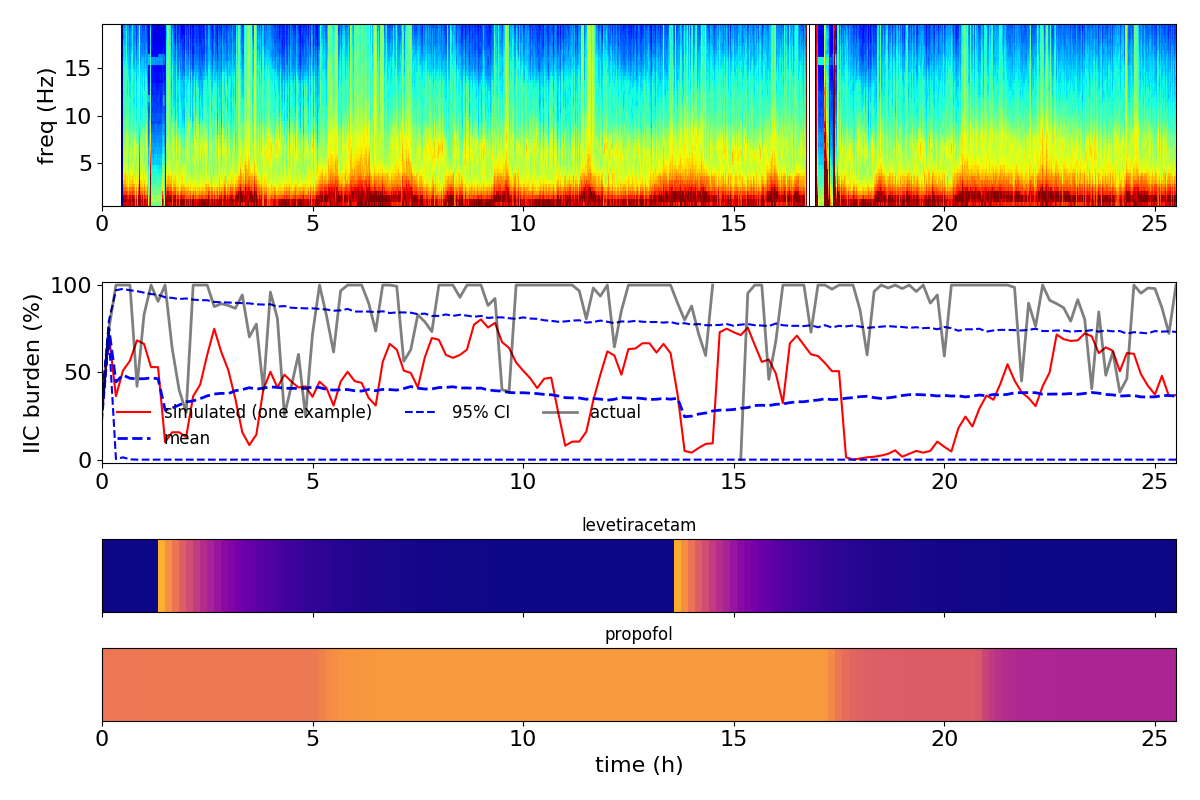 freq (Hz)
15
10
5
0 5 10 15 20 25
IIC burden (%)
100
50
0
simulated (one example) 95% CI actual
mean
0 5 10 15 20 25
levetiracetam
propofol
0 5 10 15 20 25
time (h)